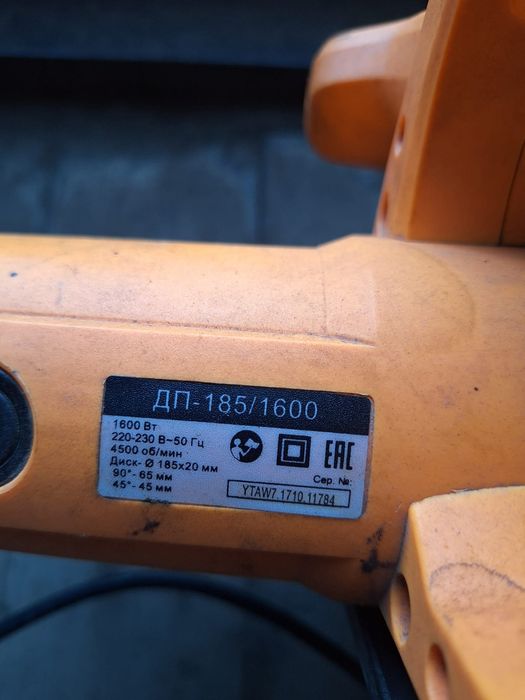 ДП-185/1600
1600 Вт
220-230 В~50 Гц
4500 об/мин
Диск- Ø 185x20 мм
90°- 65 мм
45°- 45 мм
EAC
Сер. №:
YTAW7.1710.11784